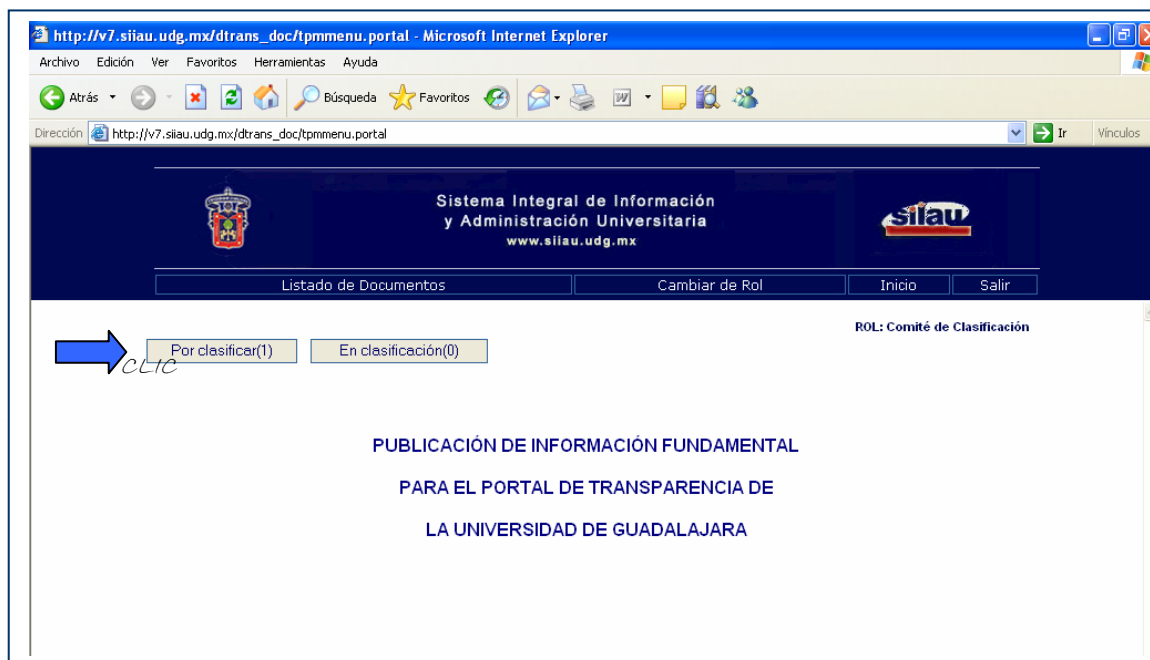 http://v7.siiau.udg.mx/dtrans_doc/tpmmenu.portal - Microsoft Internet Explorer
Archivo Edición Ver Favoritos Herramientas Ayuda
Atrás Búsqueda Favoritos
Dirección http://v7.siiau.udg.mx/dtrans_doc/tpmmenu.portal Ir Vínculos
Sistema Integral de Información
y Administración Universitaria
www.siiau.udg.mx
siiau
Listado de Documentos Cambiar de Rol Inicio Salir
ROL: Comité de Clasificación
Por clasificar(1) En clasificación(0)
CLIC
PUBLICACIÓN DE INFORMACIÓN FUNDAMENTAL
PARA EL PORTAL DE TRANSPARENCIA DE
LA UNIVERSIDAD DE GUADALAJARA